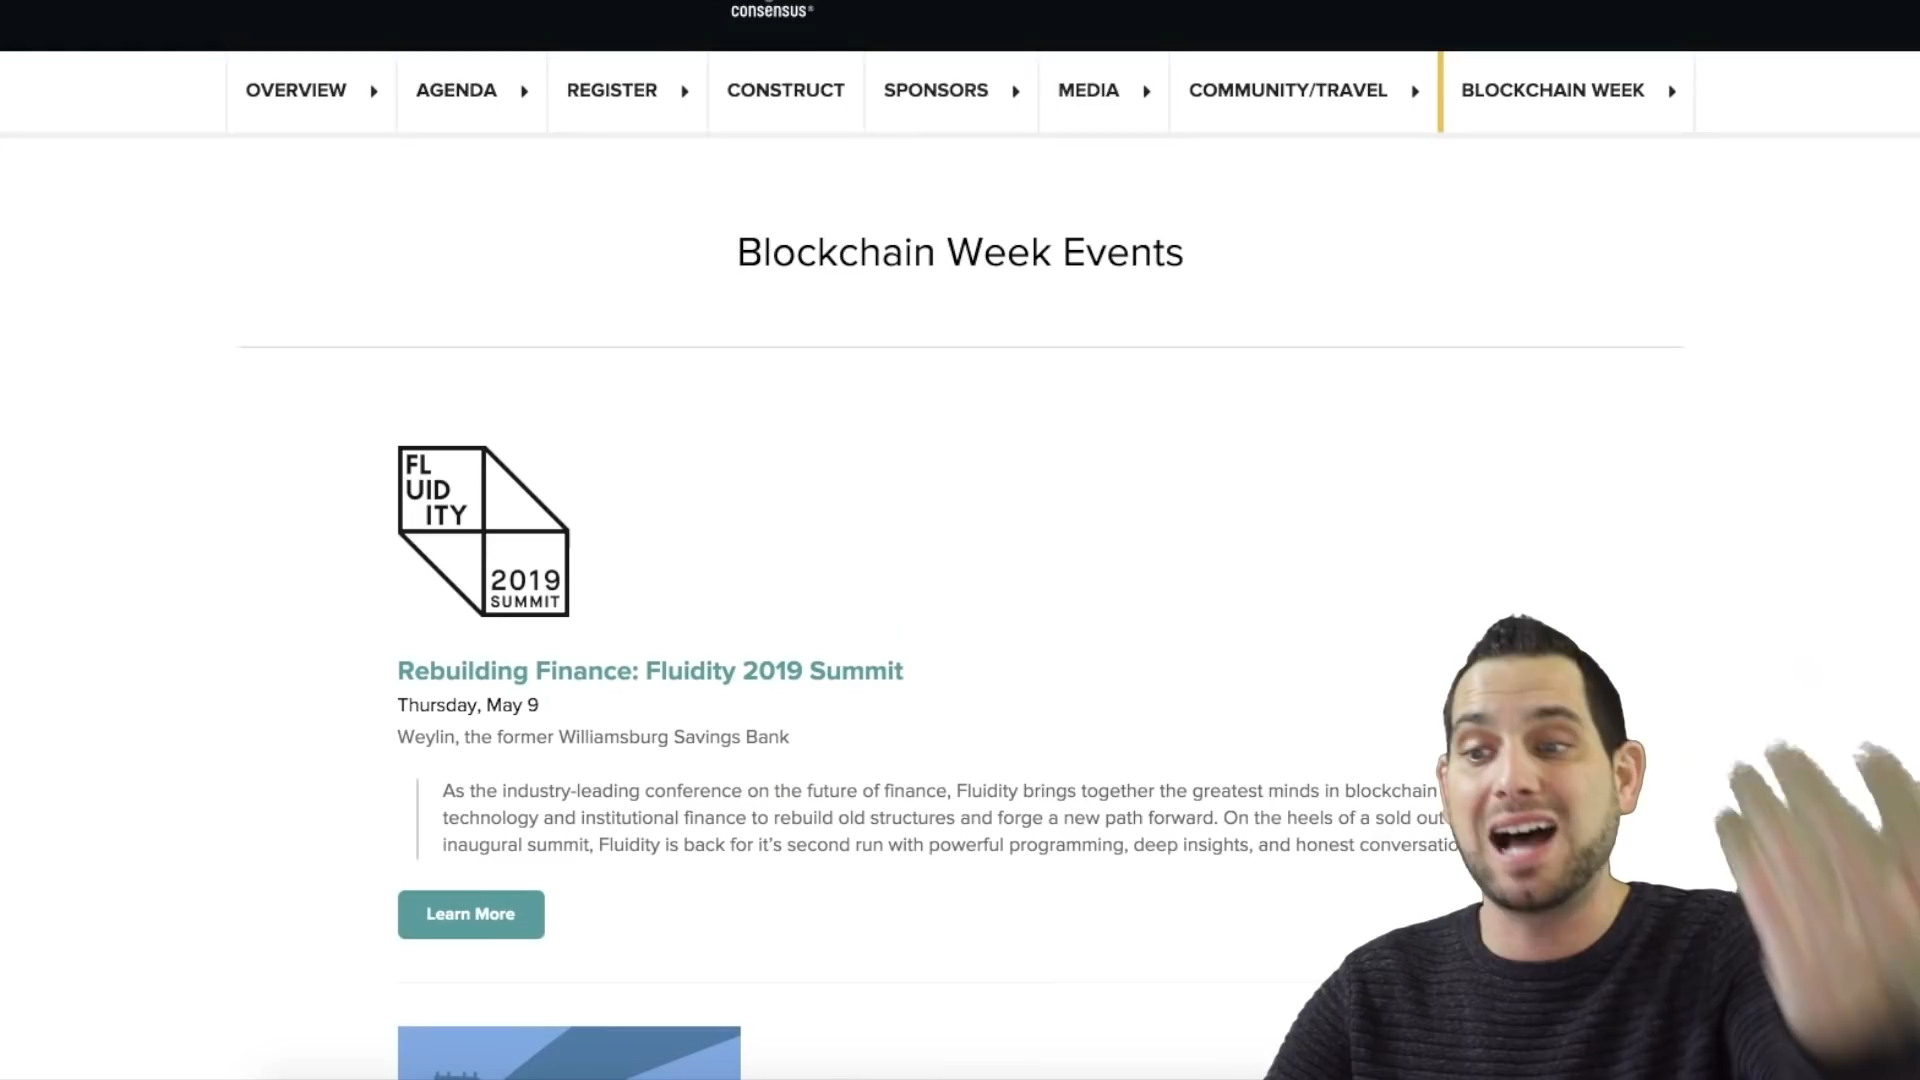 consensus®
OVERVIEW
AGENDA
REGISTER
CONSTRUCT
SPONSORS
MEDIA
COMMUNITY/TRAVEL
BLOCKCHAIN WEEK
Blockchain Week Events
FL
UID
ITY
2019
SUMMIT
Rebuilding Finance: Fluidity 2019 Summit
Thursday, May 9
Weylin, the former Williamsburg Savings Bank
As the industry-leading conference on the future of finance, Fluidity brings together the greatest minds in blockchain
technology and institutional finance to rebuild old structures and forge a new path forward. On the heels of a sold out
inaugural summit, Fluidity is back for it's second run with powerful programming, deep insights, and honest conversatio
Learn More